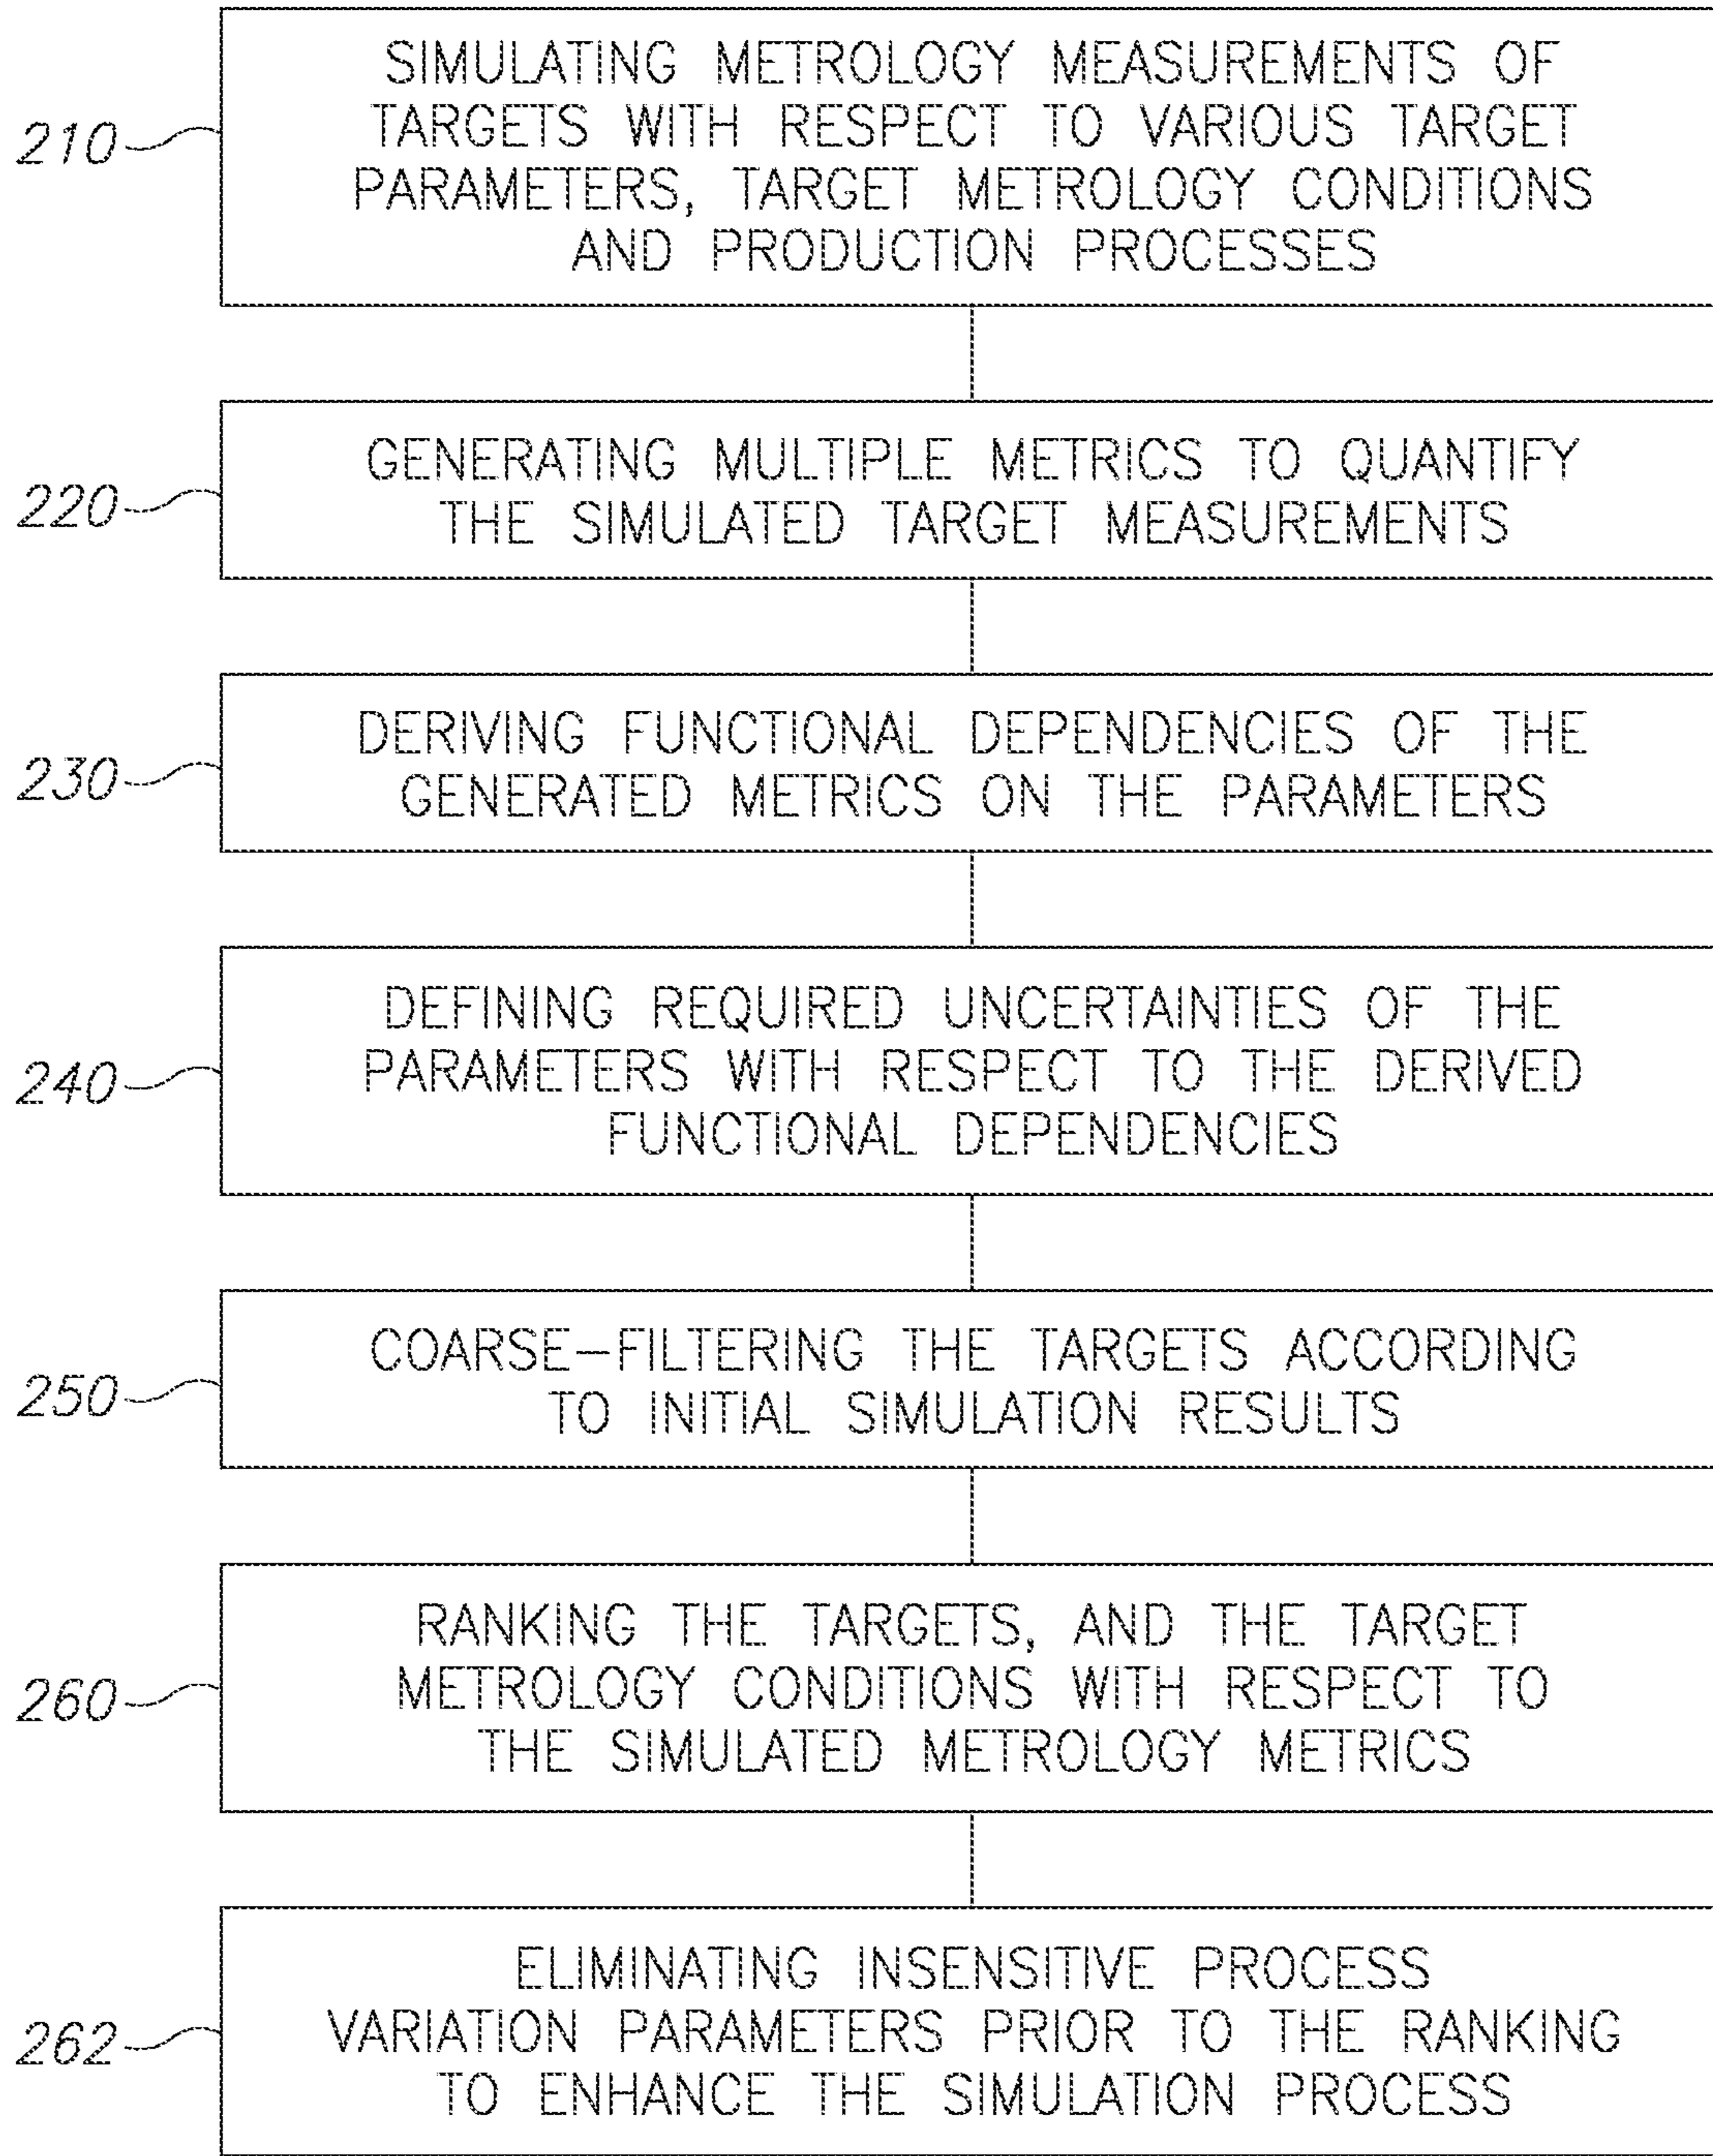 210
SIMULATING METROLOGY MEASUREMENTS OF
TARGETS WITH RESPECT TO VARIOUS TARGET
PARAMETERS, TARGET METROLOGY CONDITIONS
AND PRODUCTION PROCESSES
220
GENERATING MULTIPLE METRICS TO QUANTIFY
THE SIMULATED TARGET MEASUREMENTS
230
DERIVING FUNCTIONAL DEPENDENCIES OF THE
GENERATED METRICS ON THE PARAMETERS
240
DEFINING REQUIRED UNCERTAINTIES OF THE
PARAMETERS WITH RESPECT TO THE DERIVED
FUNCTIONAL DEPENDENCIES
250
COARSE-FILTERING THE TARGETS ACCORDING
TO INITIAL SIMULATION RESULTS
260
RANKING THE TARGETS, AND THE TARGET
METROLOGY CONDITIONS WITH RESPECT TO
THE SIMULATED METROLOGY METRICS
262
ELIMINATING INSENSITIVE PROCESS
VARIATION PARAMETERS PRIOR TO THE RANKING
TO ENHANCE THE SIMULATION PROCESS